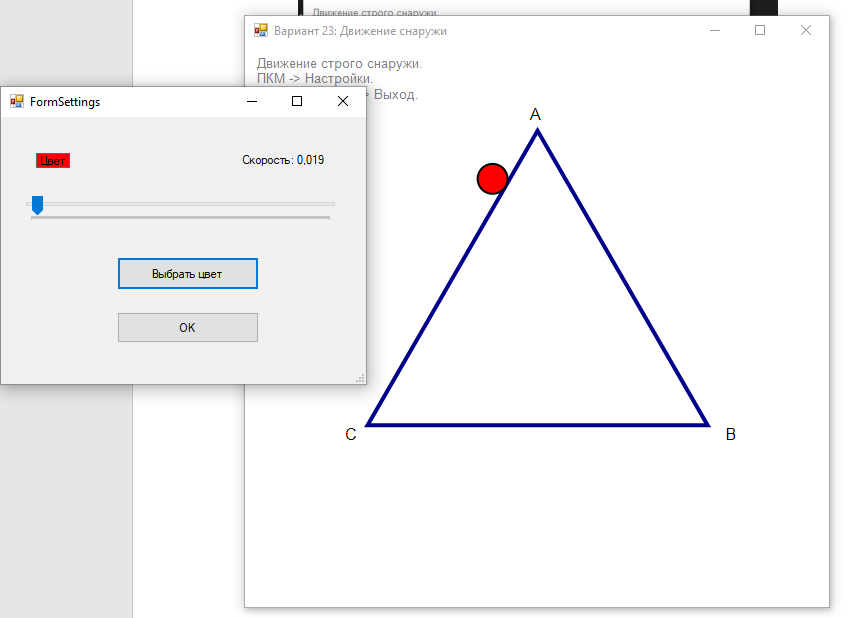 Движение строго снаружи
Вариант 23: Движение снаружи
Движение строго снаружи.
ПКМ -> Настройки.
> Выход.
FormSettings
Цвет
Скорость: 0,019
Выбрать цвет
OK
A
C
B